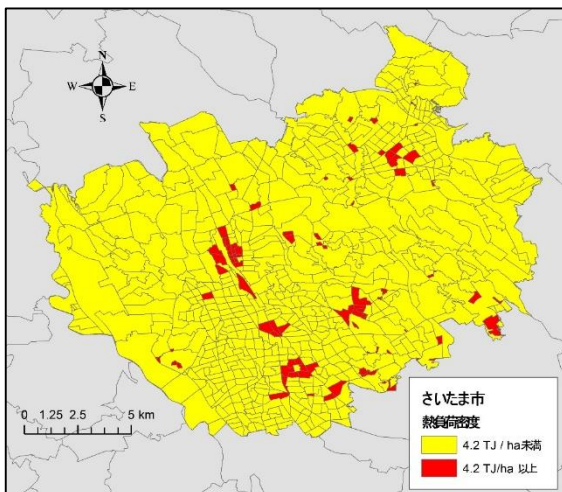 N
W E
S
0 1.25 2.5 5 km
さいたま市
熱負荷密度
4.2 TJ / ha未満
4.2 TJ/ha 以上